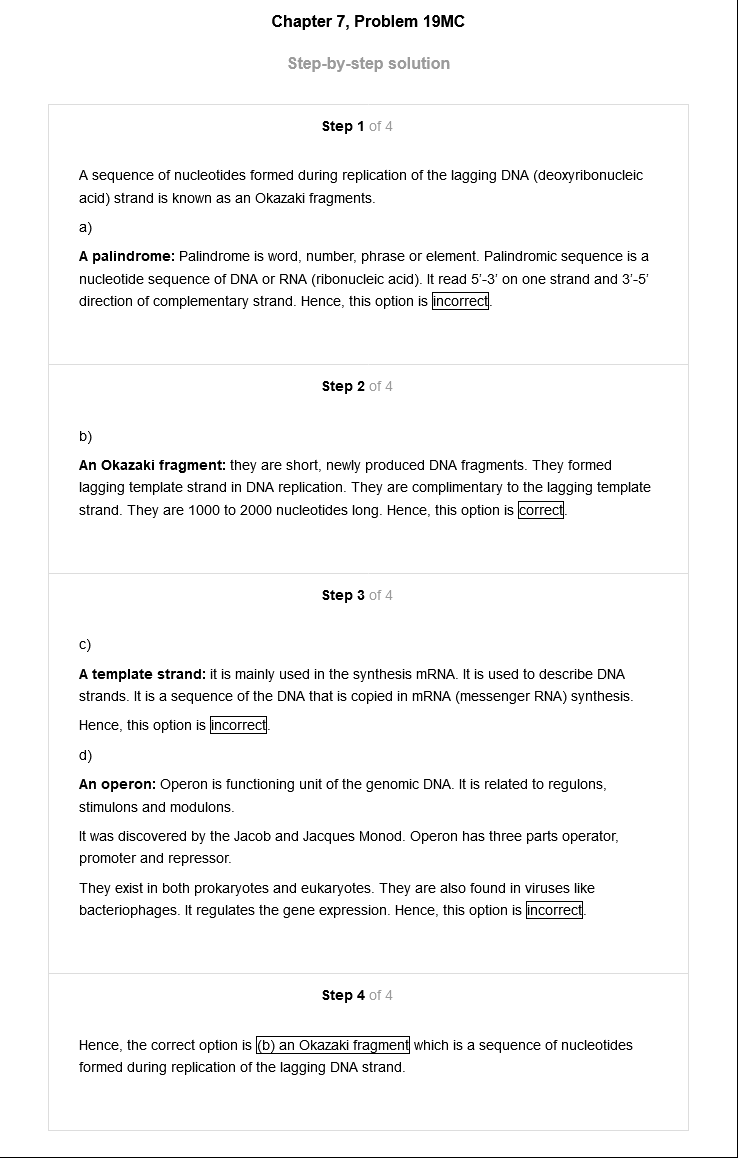 Chapter 7, Problem 19MC
Step-by-step solution
Step 1 of 4
A sequence of nucleotides formed during replication of the lagging DNA (deoxyribonucleic
acid) strand is known as an Okazaki fragments.
a)
A palindrome: Palindrome is word, number, phrase or element. Palindromic sequence is a
nucleotide sequence of DNA or RNA (ribonucleic acid). It read 5'-3' on one strand and 3'-5'
direction of complementary strand. Hence, this option is incorrect.
Step 2 of 4
b)
An Okazaki fragment: they are short, newly produced DNA fragments. They formed
lagging template strand in DNA replication. They are complimentary to the lagging template
strand. They are 1000 to 2000 nucleotides long. Hence, this option is correct.
Step 3 of 4
c)
A template strand: it is mainly used in the synthesis mRNA. It is used to describe DNA
strands. It is a sequence of the DNA that is copied in mRNA (messenger RNA) synthesis.
Hence, this option is incorrect.
d)
An operon: Operon is functioning unit of the genomic DNA. It is related to regulons,
stimulons and modulons.
It was discovered by the Jacob and Jacques Monod. Operon has three parts operator,
promoter and repressor.
They exist in both prokaryotes and eukaryotes. They are also found in viruses like
bacteriophages. It regulates the gene expression. Hence, this option is incorrect.
Step 4 of 4
Hence, the correct option is (b) an Okazaki fragment which is a sequence of nucleotides
formed during replication of the lagging DNA strand.